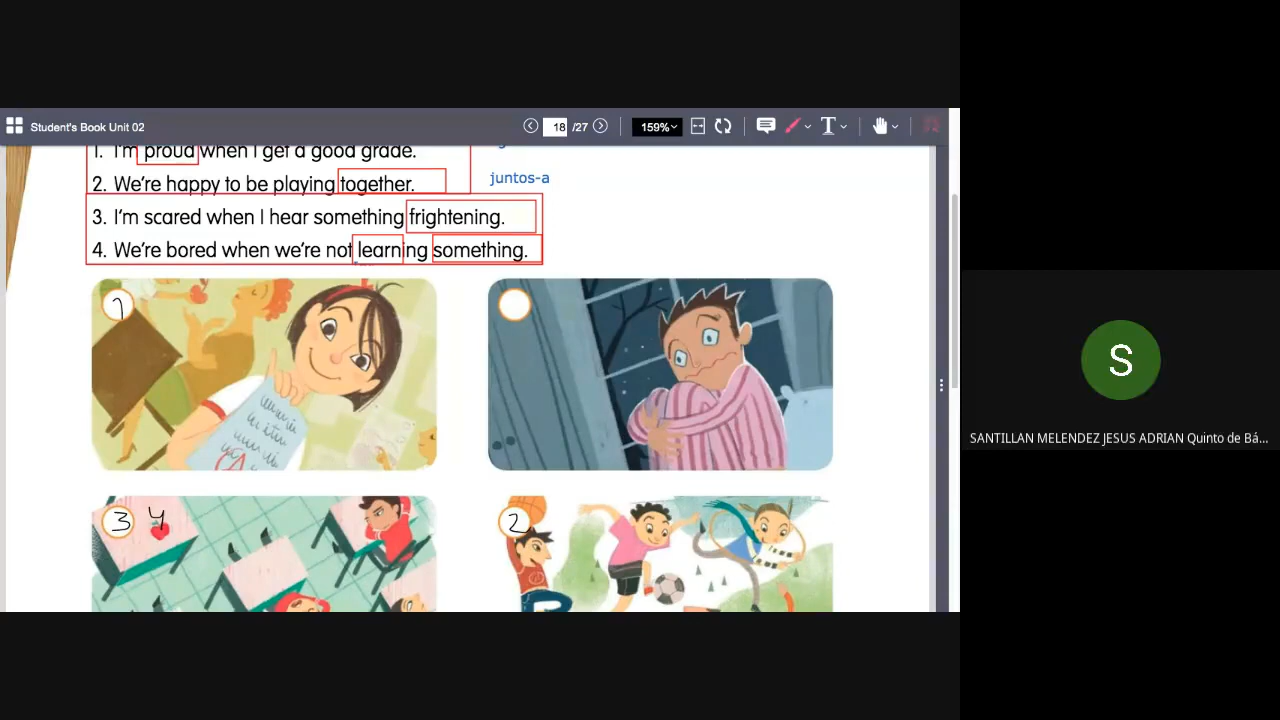 Student's Book Unit 02
18 /27
159%
T
1. I'm proud when I get a good grade.
2. We're happy to be playing together.
juntos-a
3. I'm scared when I hear something frightening.
4. We're bored when we're not learning something.
1
A
3 4
2
S
SANTILLAN MELENDEZ JESUS ADRIAN Quinto de Bá...